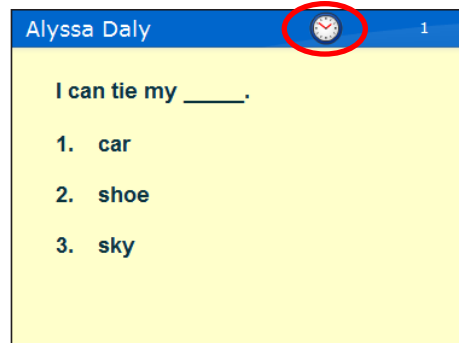 Alyssa Daly 1
I can tie my _____.
1. car
2. shoe
3. sky